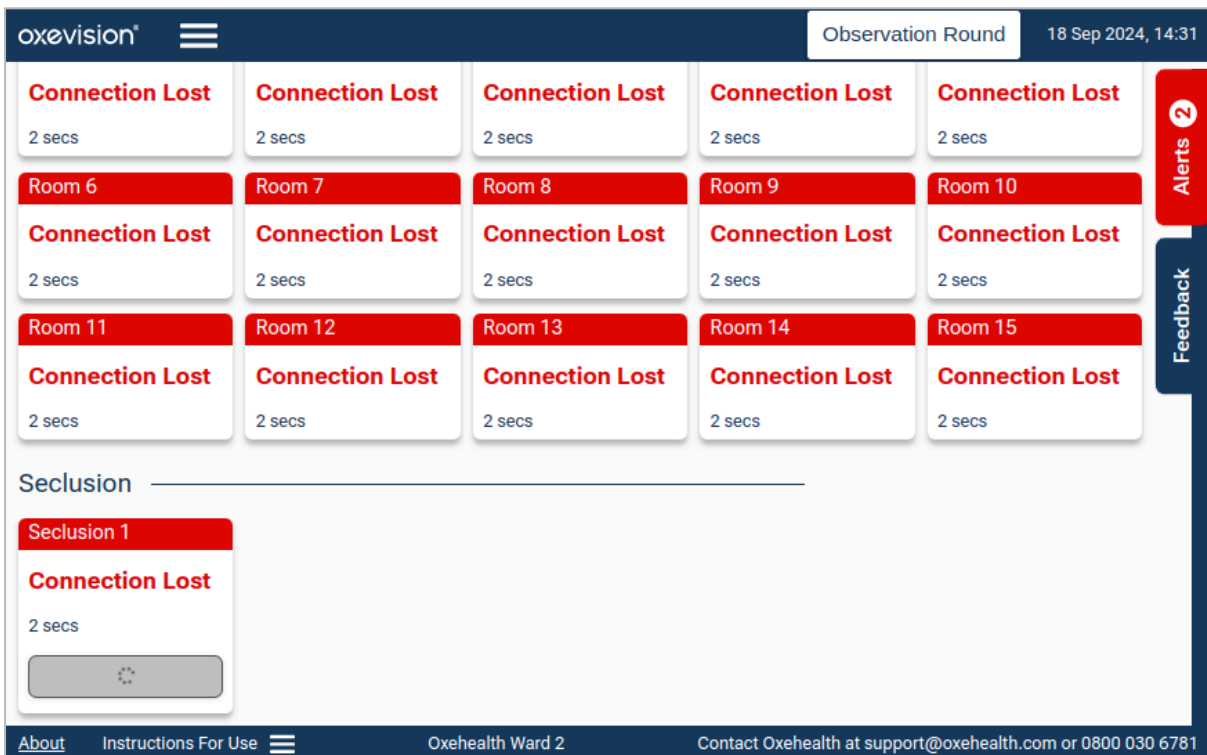 oxevision® Observation Round 18 Sep 2024, 14:31
Connection Lost Connection Lost Connection Lost Connection Lost Connection Lost
2 secs 2 secs 2 secs 2 secs 2 secs
Alerts 2
Room 6 Room 7 Room 8 Room 9 Room 10
Connection Lost Connection Lost Connection Lost Connection Lost Connection Lost
2 secs 2 secs 2 secs 2 secs 2 secs
Feedback
Room 11 Room 12 Room 13 Room 14 Room 15
Connection Lost Connection Lost Connection Lost Connection Lost Connection Lost
2 secs 2 secs 2 secs 2 secs 2 secs
Seclusion
Seclusion 1
Connection Lost
2 secs
About Instructions For Use Oxehealth Ward 2 Contact Oxehealth at support@oxehealth.com or 0800 030 6781